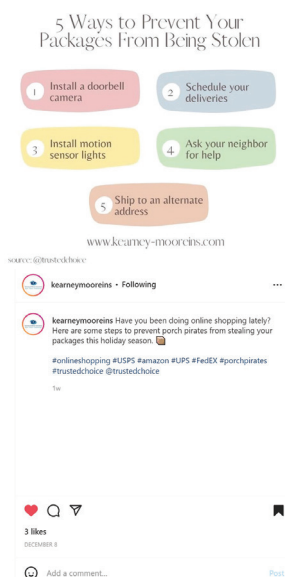 5 Ways to Prevent Your
Packages From Being Stolen
1 Install a doorbell
camera
2 Schedule your
deliveries
3 Install motion
sensor lights
4 Ask your neighbor
for help
5 Ship to an alternate
address
www.kearney-mooreins.com
source: @trustedchoice
kearneymooreins • Following
kearneymooreins Have you been doing online shopping lately?
Here are some steps to prevent porch pirates from stealing your
packages this holiday season. 📦
#onlineshopping #USPS #amazon #UPS #FedEX #porchpirates
#trustedchoice @trustedchoice
1w
3 likes
DECEMBER 8
Add a comment...
Post